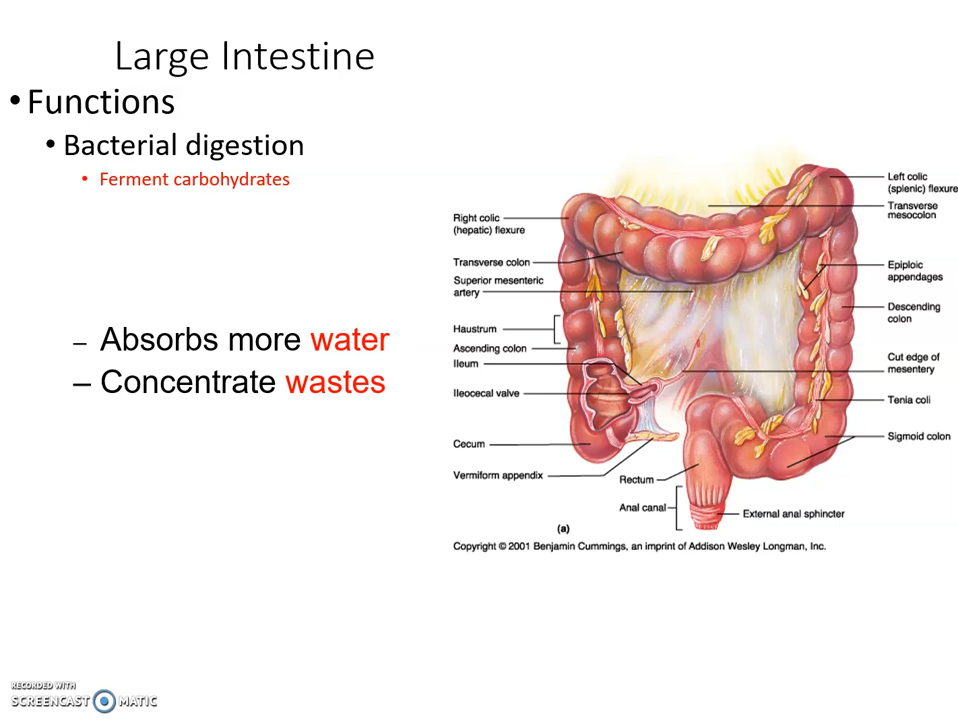 Large Intestine
• Functions
• Bacterial digestion
• Ferment carbohydrates
– Absorbs more water
– Concentrate wastes
Right colic
(hepatic) flexure
Transverse colon
Superior mesenteric
artery
Haustrum
Ascending colon
Ileum
Ileocecal valve
Cecum
Vermiform appendix
Rectum
Anal canal
External anal sphincter
Left colic
(splenic) flexure
Transverse
mesocolon
Epiploic
appendages
Descending
colon
Cut edge of
mesentery
Tenia coli
Sigmoid colon
(a)
Copyright © 2001 Benjamin Cummings, an imprint of Addison Wesley Longman, Inc.
RECORDED WITH
SCREENCAST MATIC